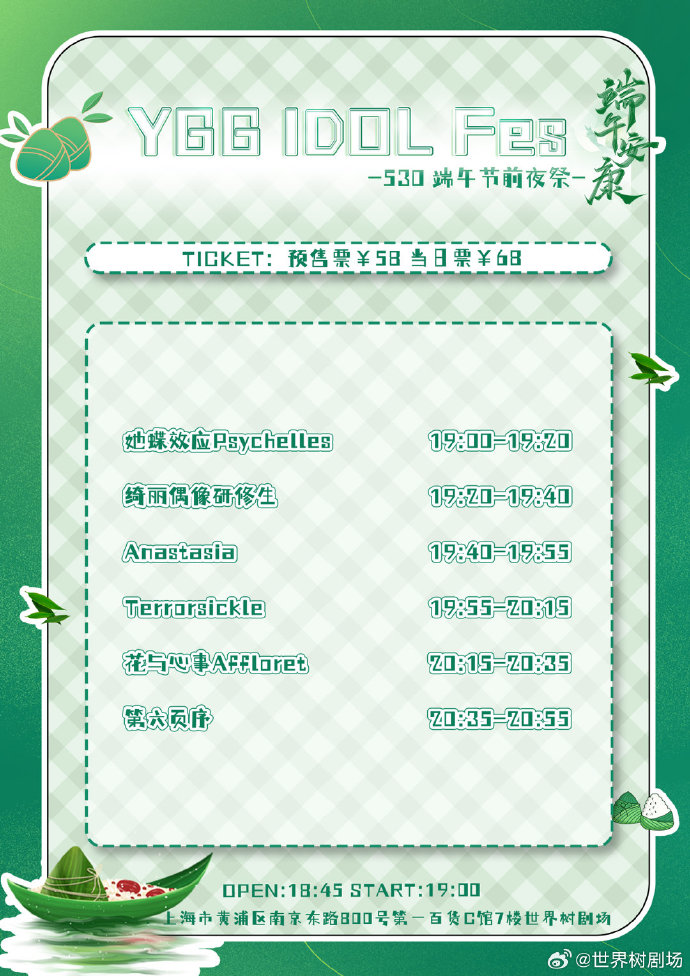 YGG IDOL Fes
端午安康
-530 端午节前夜祭-
TICKET: 预售票￥58 当日票￥68
她蝶效应Psychelles 19:00-19:20
绮丽偶像研修生 19:20-19:40
Anastasia 19:40-19:55
Terrorsickle 19:55-20:15
花与心事Affloret 20:15-20:35
第六页序 20:35-20:55
OPEN:18:45 START:19:00
上海市黄浦区南京东路800号第一百货C馆7楼世界树剧场
@世界树剧场